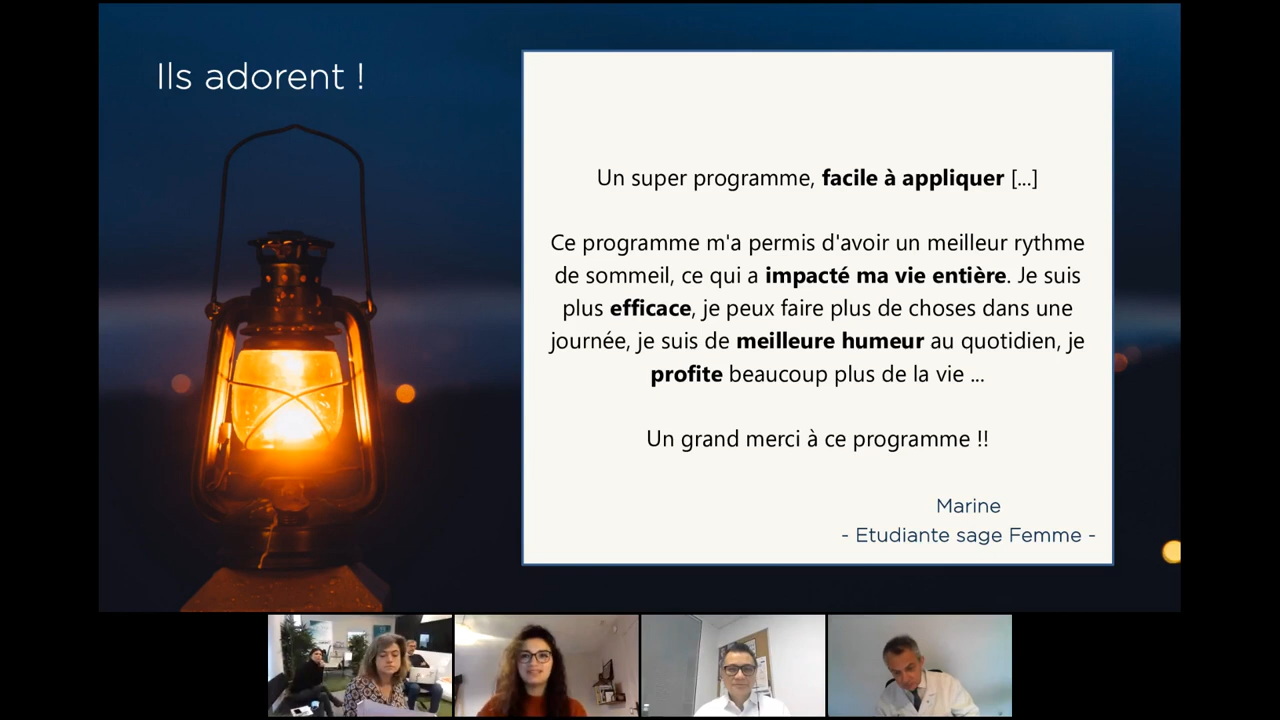 Ils adorent !
Un super programme, facile à appliquer [...]
Ce programme m'a permis d'avoir un meilleur rythme
de sommeil, ce qui a impacté ma vie entière. Je suis
plus efficace, je peux faire plus de choses dans une
journée, je suis de meilleure humeur au quotidien, je
profite beaucoup plus de la vie ...
Un grand merci à ce programme !!
Marine
- Etudiante sage Femme -